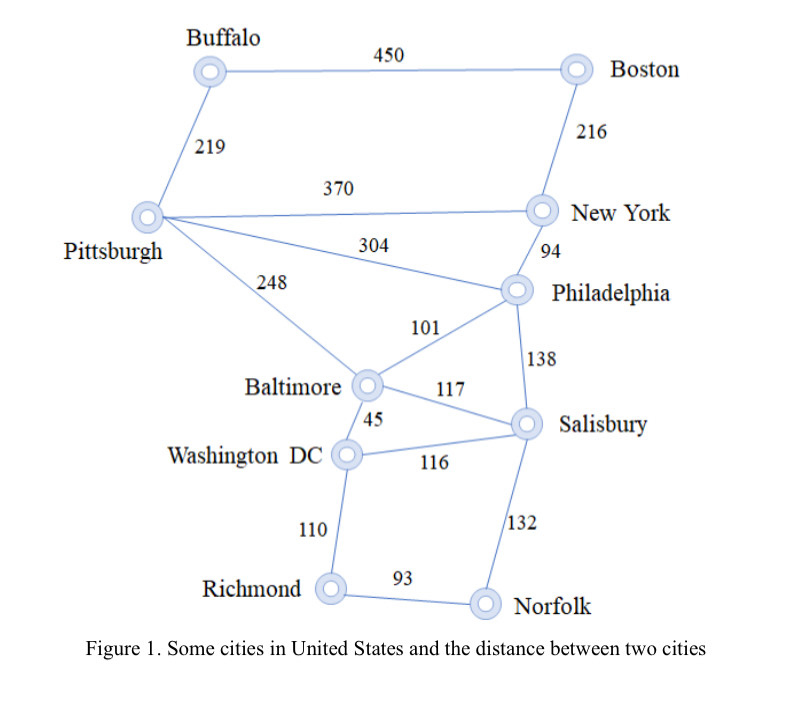 Buffalo
450
Boston
219
216
370
New York
Pittsburgh
304
94
248
Philadelphia
101
138
Baltimore
117
45
Salisbury
Washington DC
116
110
132
Richmond
93
Norfolk
Figure 1. Some cities in United States and the distance between two cities